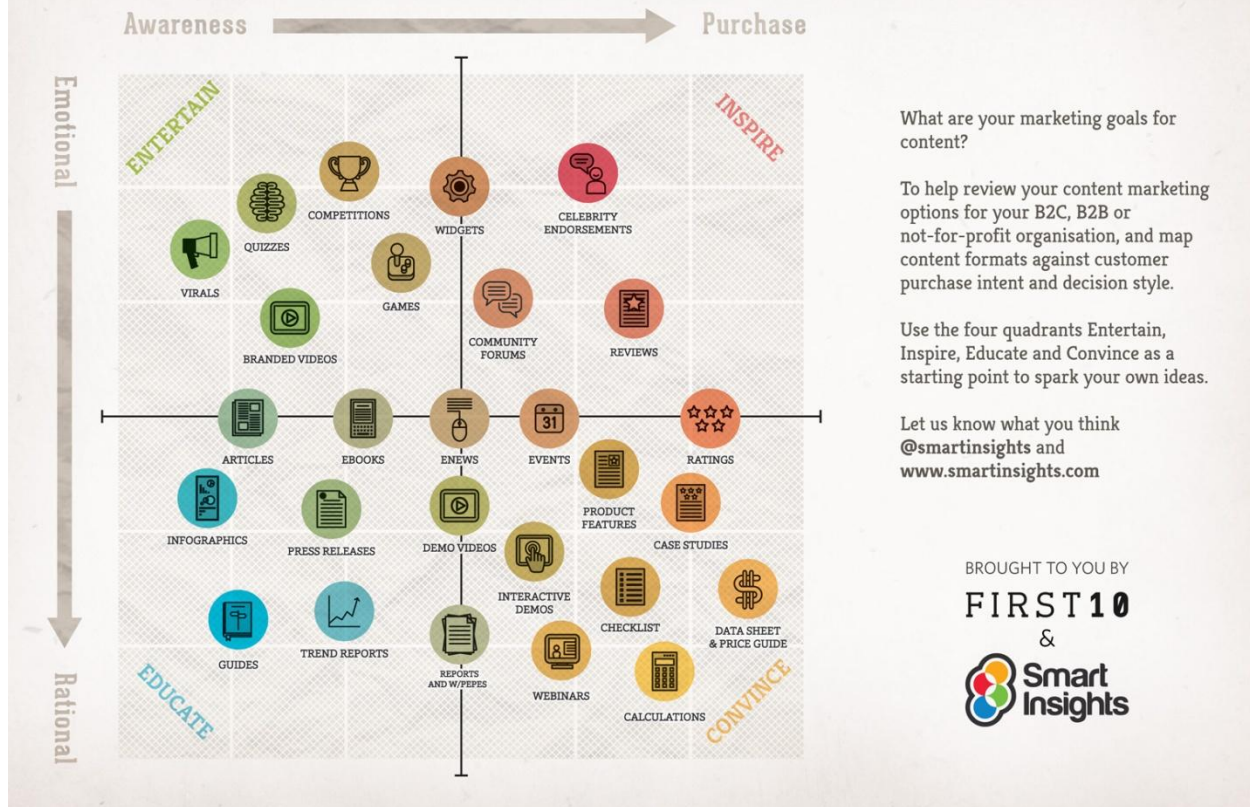 Awareness
Purchase
Emotional
Rational
ENTERTAIN
INSPIRE
COMPETITIONS
QUIZZES
WIDGETS
CELEBRITY
ENDORSEMENTS
VIRALS
GAMES
BRANDED VIDEOS
COMMUNITY
FORUMS
REVIEWS
31
ARTICLES
EBOOKS
ENEWS
EVENTS
RATINGS
INFOGRAPHICS
PRESS RELEASES
DEMO VIDEOS
PRODUCT
FEATURES
CASE STUDIES
INTERACTIVE
DEMOS
CHECKLIST
DATA SHEET
& PRICE GUIDE
GUIDES
TREND REPORTS
REPORTS
AND W/PEPES
WEBINARS
CALCULATIONS
EDUCATE
CONVINCE
What are your marketing goals for
content?
To help review your content marketing
options for your B2C, B2B or
not-for-profit organisation, and map
content formats against customer
purchase intent and decision style.
Use the four quadrants Entertain,
Inspire, Educate and Convince as a
starting point to spark your own ideas.
Let us know what you think
@smartinsights and
www.smartinsights.com
BROUGHT TO YOU BY
FIRST10
&
Smart
Insights